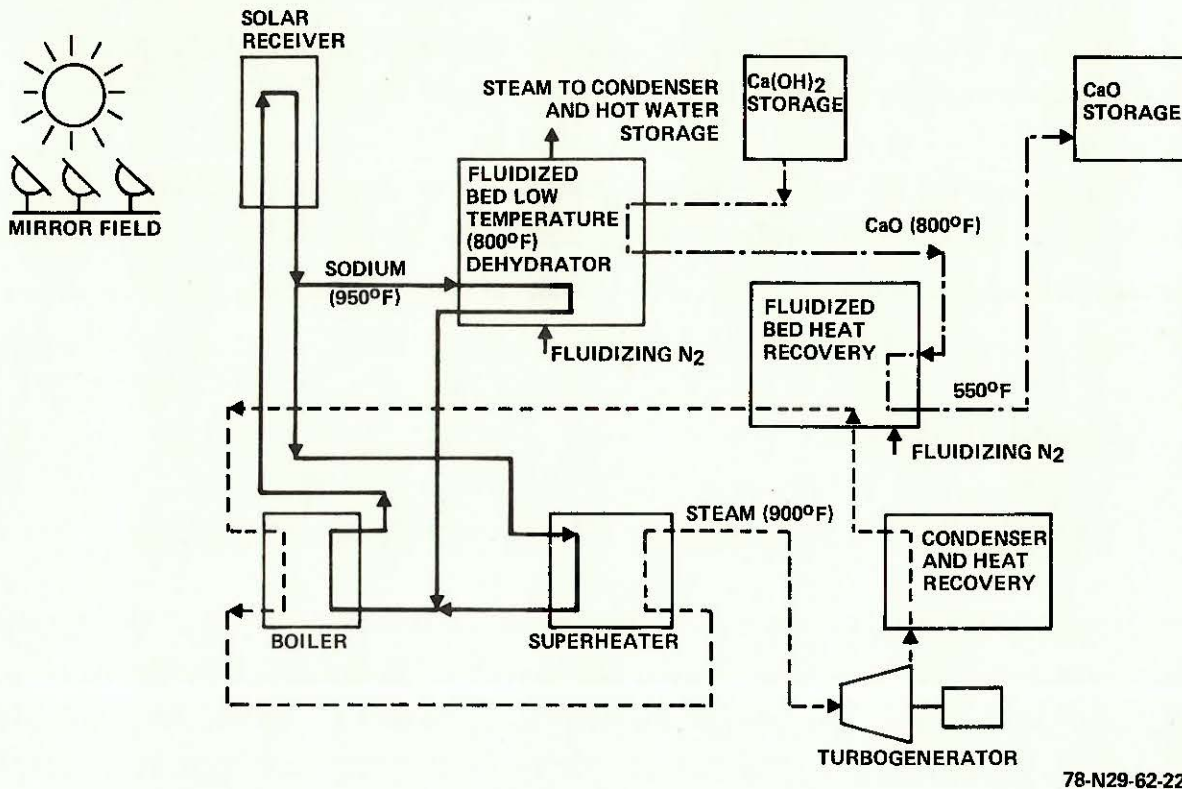 SOLAR
RECEIVER
MIRROR FIELD
STEAM TO CONDENSER
AND HOT WATER
STORAGE
Ca(OH)2
STORAGE
CaO
STORAGE
FLUIDIZED
BED LOW
TEMPERATURE
(800°F)
DEHYDRATOR
CaO (800°F)
SODIUM
(950°F)
FLUIDIZING N2
FLUIDIZED
BED HEAT
RECOVERY
550°F
FLUIDIZING N2
STEAM (900°F)
CONDENSER
AND HEAT
RECOVERY
BOILER
SUPERHEATER
TURBOGENERATOR
78-N29-62-22